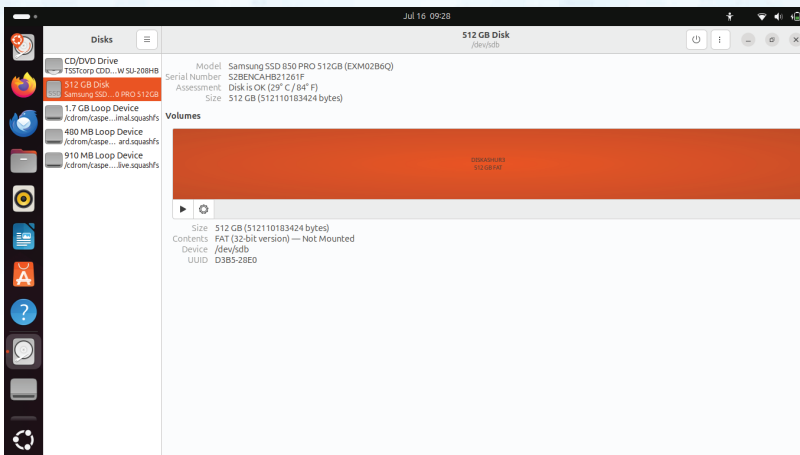 Jul 16 09:28
Disks
512 GB Disk
/dev/sdb
CD/DVD Drive
TSSTcorp CDD...W SU-208HB
512 GB Disk
Samsung SSD...0 PRO 512GB
1.7 GB Loop Device
/cdrom/caspe...imal.squashfs
480 MB Loop Device
/cdrom/caspe... ard.squashfs
910 MB Loop Device
/cdrom/caspe....live.squashfs
Model Samsung SSD 850 PRO 512GB (EXM02B6Q)
Serial Number S2BENCAHB21261F
Assessment Disk is OK (29° C / 84° F)
Size 512 GB (512110183424 bytes)
Volumes
DISKASHUR3
512 GB FAT
Size 512 GB (512110183424 bytes)
Contents FAT (32-bit version) — Not Mounted
Device /dev/sdb
UUID D3B5-28E0